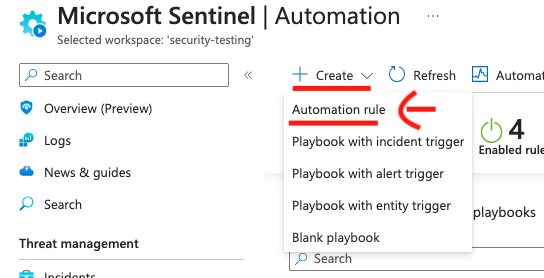 Microsoft Sentinel | Automation ...
Selected workspace: 'security-testing'
Search
«
Overview (Preview)
Logs
News & guides
Search
Threat management
Incidents
+ Create
Refresh
Automat
Automation rule
Playbook with incident trigger
Playbook with alert trigger
Playbook with entity trigger
Blank playbook
4
Enabled rule
playbooks
Search